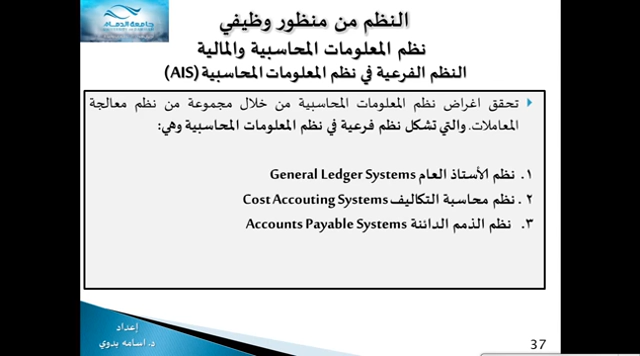 جامعة الدمام
النظم من منظور وظيفي
نظم المعلومات المحاسبية والمالية
النظم الفرعية في نظم المعلومات المحاسبية (AIS)
تحقق اغراض نظم المعلومات المحاسبية من خلال مجموعة من نظم معالجة
المعاملات، والتي تشكل نظم فرعية في نظم المعلومات المحاسبية وهي:
١. نظم الأستاذ العام General Ledger Systems
٢. نظم محاسبة التكاليف Cost Accouting Systems
٣. نظم الذمم الدائنة Accounts Payable Systems
إعداد
د. اسامه بدوي
37